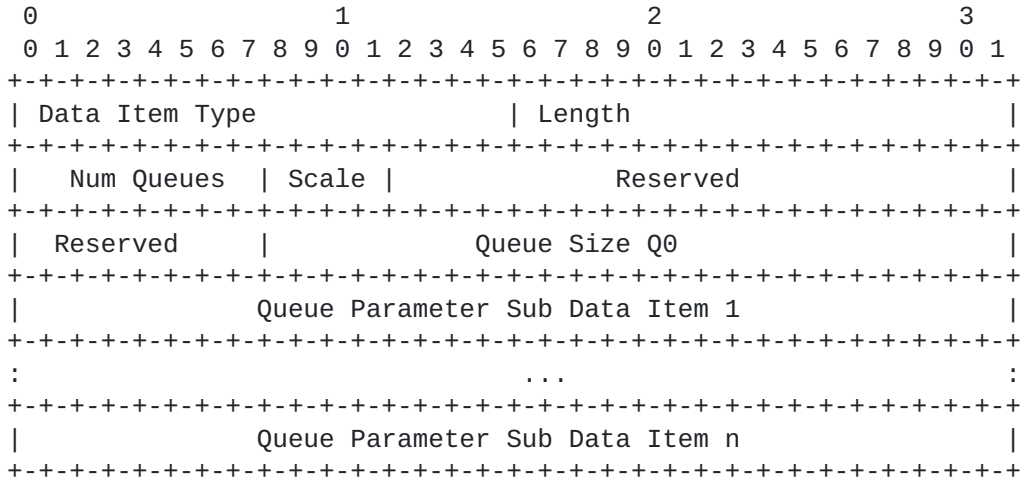 0                   1                   2                   3
 0 1 2 3 4 5 6 7 8 9 0 1 2 3 4 5 6 7 8 9 0 1 2 3 4 5 6 7 8 9 0 1
+-+-+-+-+-+-+-+-+-+-+-+-+-+-+-+-+-+-+-+-+-+-+-+-+-+-+-+-+-+-+-+-+
| Data Item Type                | Length                        |
+-+-+-+-+-+-+-+-+-+-+-+-+-+-+-+-+-+-+-+-+-+-+-+-+-+-+-+-+-+-+-+-+
|   Num Queues  | Scale |              Reserved                 |
+-+-+-+-+-+-+-+-+-+-+-+-+-+-+-+-+-+-+-+-+-+-+-+-+-+-+-+-+-+-+-+-+
|  Reserved     |             Queue Size Q0                     |
+-+-+-+-+-+-+-+-+-+-+-+-+-+-+-+-+-+-+-+-+-+-+-+-+-+-+-+-+-+-+-+-+
|               Queue Parameter Sub Data Item 1                 |
+-+-+-+-+-+-+-+-+-+-+-+-+-+-+-+-+-+-+-+-+-+-+-+-+-+-+-+-+-+-+-+-+
:                                ...                            :
+-+-+-+-+-+-+-+-+-+-+-+-+-+-+-+-+-+-+-+-+-+-+-+-+-+-+-+-+-+-+-+-+
|               Queue Parameter Sub Data Item n                 |
+-+-+-+-+-+-+-+-+-+-+-+-+-+-+-+-+-+-+-+-+-+-+-+-+-+-+-+-+-+-+-+-+